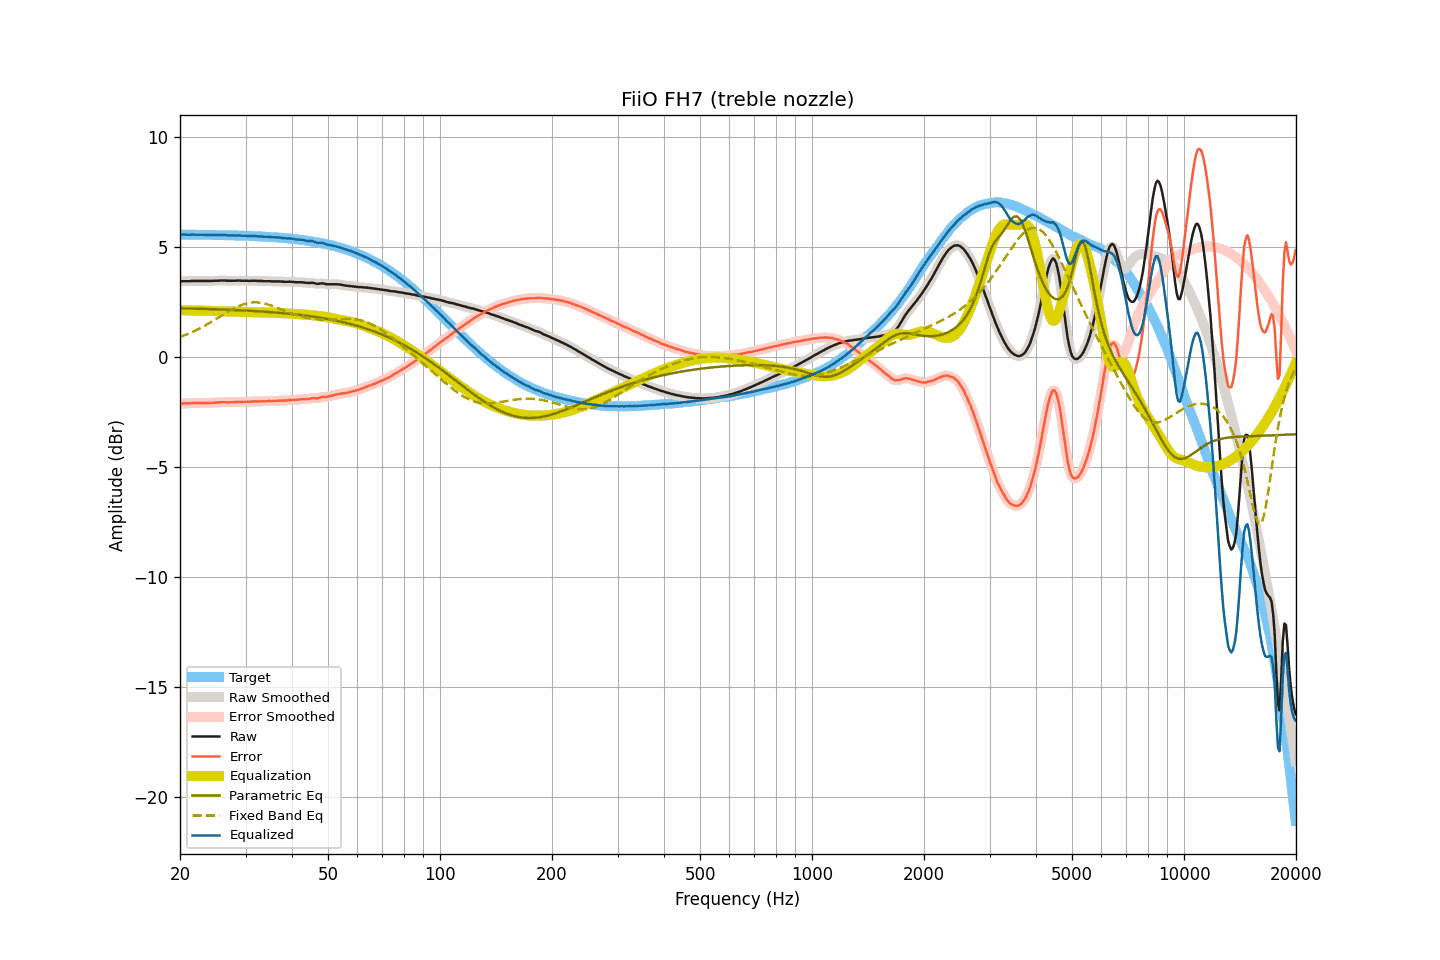 FiiO FH7 (treble nozzle)
Amplitude (dBr)
10
5
0
−5
−10
−15
−20
Target
Raw Smoothed
Error Smoothed
Raw
Error
Equalization
Parametric Eq
Fixed Band Eq
Equalized
20 50 100 200 500 1000 2000 5000 10000 20000
Frequency (Hz)